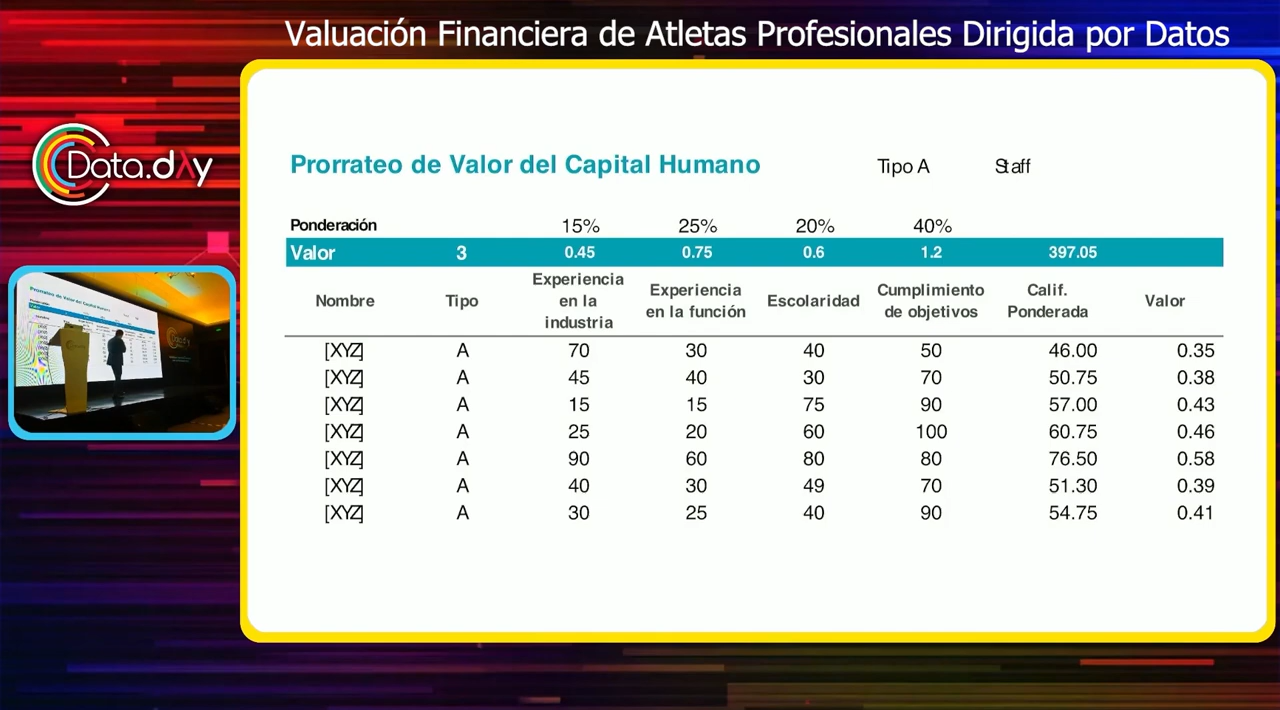 Valuación Financiera de Atletas Profesionales Dirigida por Datos
Data.dAy
Prorrateo de Valor del Capital Humano Tipo A Staff
Ponderación 15% 25% 20% 40%
Valor 3 0.45 0.75 0.6 1.2 397.05
Nombre Tipo Experiencia en la industria Experiencia en la función Escolaridad Cumplimiento de objetivos Calif. Ponderada Valor
[XYZ] A 70 30 40 50 46.00 0.35
[XYZ] A 45 40 30 70 50.75 0.38
[XYZ] A 15 15 75 90 57.00 0.43
[XYZ] A 25 20 60 100 60.75 0.46
[XYZ] A 90 60 80 80 76.50 0.58
[XYZ] A 40 30 49 70 51.30 0.39
[XYZ] A 30 25 40 90 54.75 0.41
Prorrateo de Valor del Capital Humano